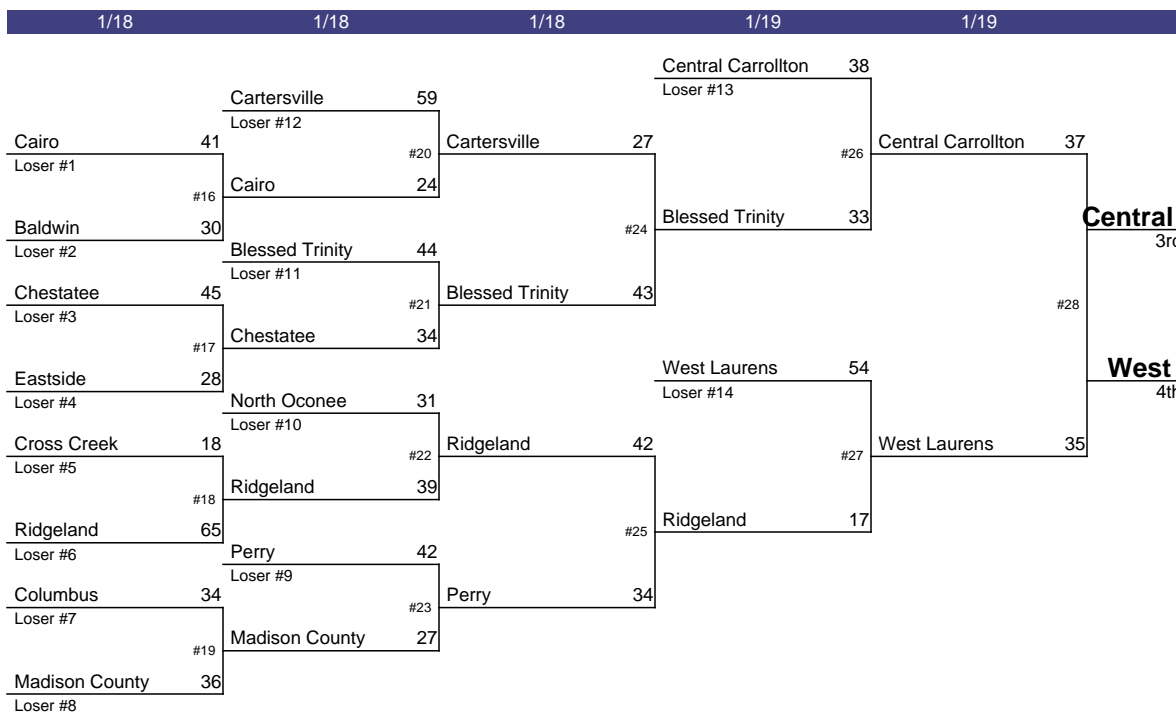 1/18 1/18 1/18 1/19 1/19
Central Carrollton 38
Loser #13
Cartersville 59
Loser #12
Cairo 41
Loser #1
#20
Cartersville 27
#26
Central Carrollton 37
Cairo 24
#16
Baldwin 30
Loser #2
Blessed Trinity 33
#24
Central
3rd
Blessed Trinity 44
Loser #11
Chestatee 45
Loser #3
#21
Blessed Trinity 43
#28
Chestatee 34
#17
Eastside 28
Loser #4
West Laurens 54
Loser #14
West
4th
North Oconee 31
Loser #10
Cross Creek 18
Loser #5
#22
Ridgeland 42
#27
West Laurens 35
Ridgeland 39
#18
Ridgeland 65
Loser #6
Ridgeland 17
#25
Perry 42
Loser #9
Columbus 34
Loser #7
#23
Perry 34
Madison County 27
#19
Madison County 36
Loser #8